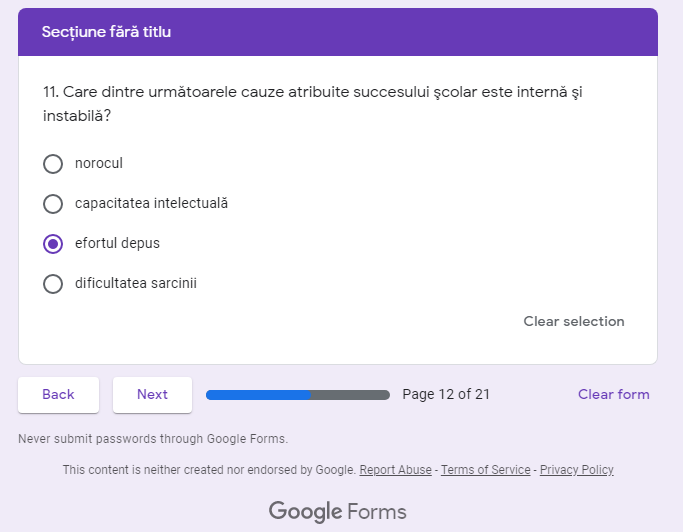 Secțiune fără titlu
11. Care dintre următoarele cauze atribuite succesului şcolar este internă şi
instabilă?
norocul
capacitatea intelectuală
efortul depus
dificultatea sarcinii
Clear selection
Back Next Page 12 of 21 Clear form
Never submit passwords through Google Forms.
This content is neither created nor endorsed by Google. Report Abuse - Terms of Service - Privacy Policy
Google Forms